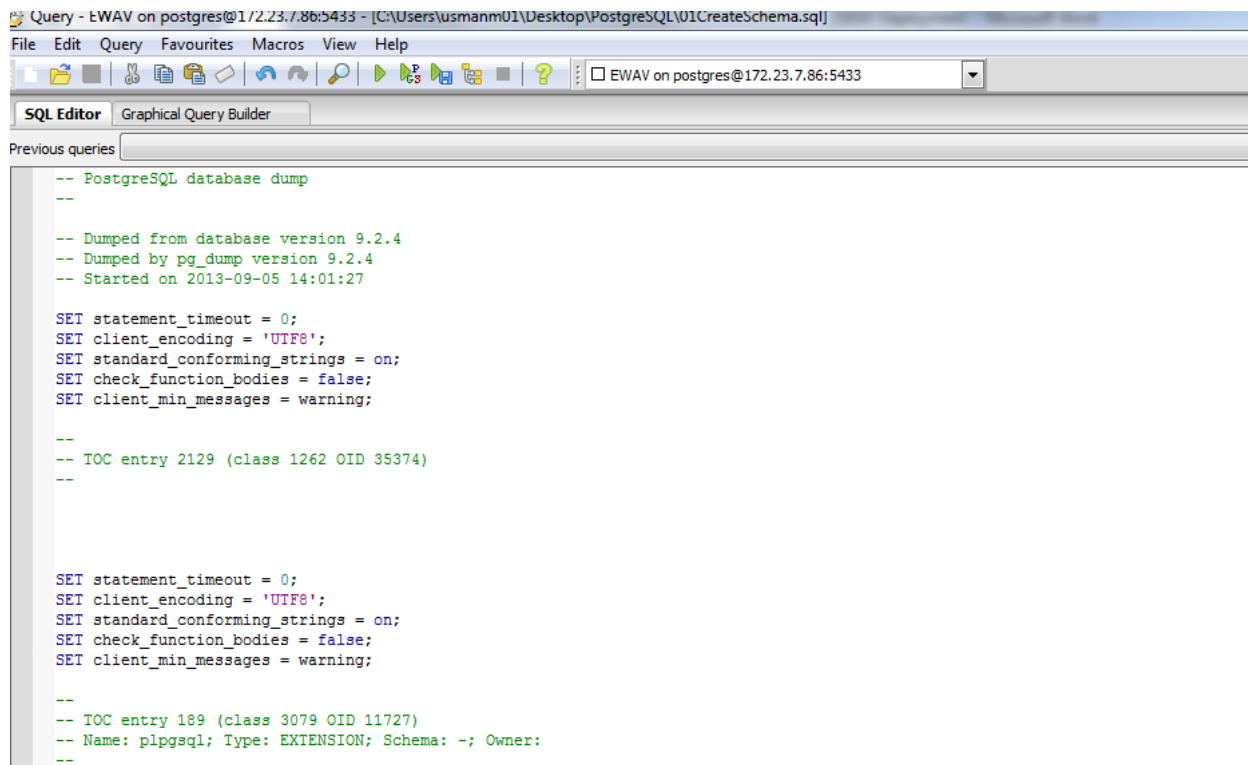 Query - EWAV on postgres@172.23.7.86:5433 - [C:\Users\usmanm01\Desktop\PostgreSQL\01CreateSchema.sql]
File Edit Query Favourites Macros View Help
EWAV on postgres@172.23.7.86:5433
SQL Editor Graphical Query Builder
Previous queries
-- PostgreSQL database dump
--
-- Dumped from database version 9.2.4
-- Dumped by pg_dump version 9.2.4
-- Started on 2013-09-05 14:01:27
SET statement_timeout = 0;
SET client_encoding = 'UTF8';
SET standard_conforming_strings = on;
SET check_function_bodies = false;
SET client_min_messages = warning;
--
-- TOC entry 2129 (class 1262 OID 35374)
--
SET statement_timeout = 0;
SET client_encoding = 'UTF8';
SET standard_conforming_strings = on;
SET check_function_bodies = false;
SET client_min_messages = warning;
--
-- TOC entry 189 (class 3079 OID 11727)
-- Name: plpgsql; Type: EXTENSION; Schema: -; Owner:
--